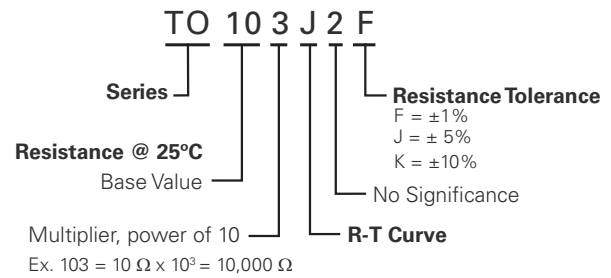 TO 10 3 J 2 F
Series
Resistance Tolerance
F = ±1%
J = ± 5%
K = ±10%
Resistance @ 25ºC
Base Value
No Significance
Multiplier, power of 10
R-T Curve
Ex. 103 = 10 Ω x 10³ = 10,000 Ω